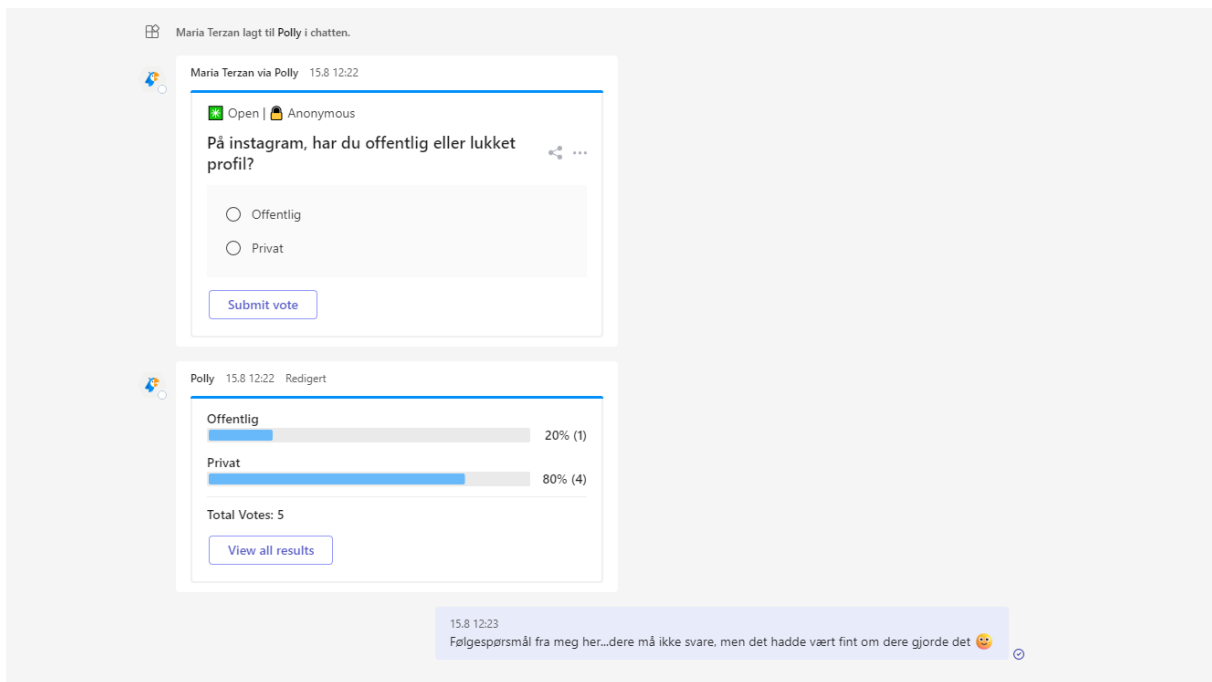 Maria Terzan lagt til Polly i chatten.
Maria Terzan via Polly 15.8 12:22
Open | Anonymous
På instagram, har du offentlig eller lukket
profil?
Offentlig
Privat
Submit vote
Polly 15.8 12:22 Redigert
Offentlig
20% (1)
Privat
80% (4)
Total Votes: 5
View all results
15.8 12:23
Følgespørsmål fra meg her...dere må ikke svare, men det hadde vært fint om dere gjorde det